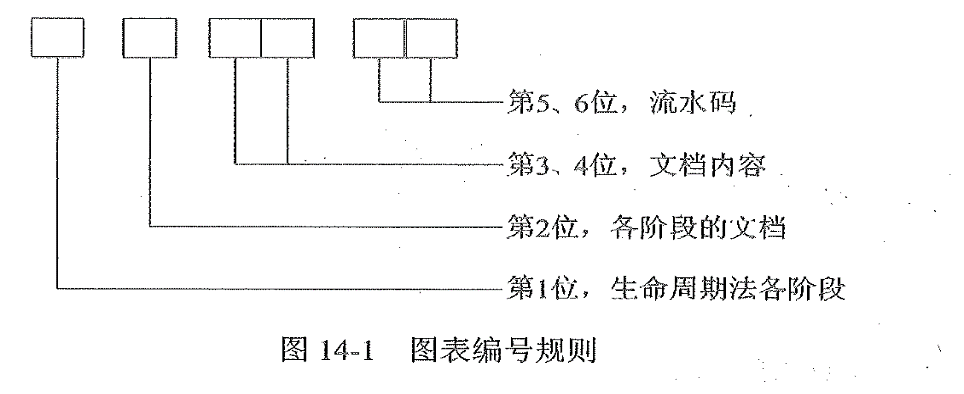 第5、6位，流水码
第3、4位，文档内容
第2位，各阶段的文档
第1位，生命周期法各阶段
图 14-1 图表编号规则